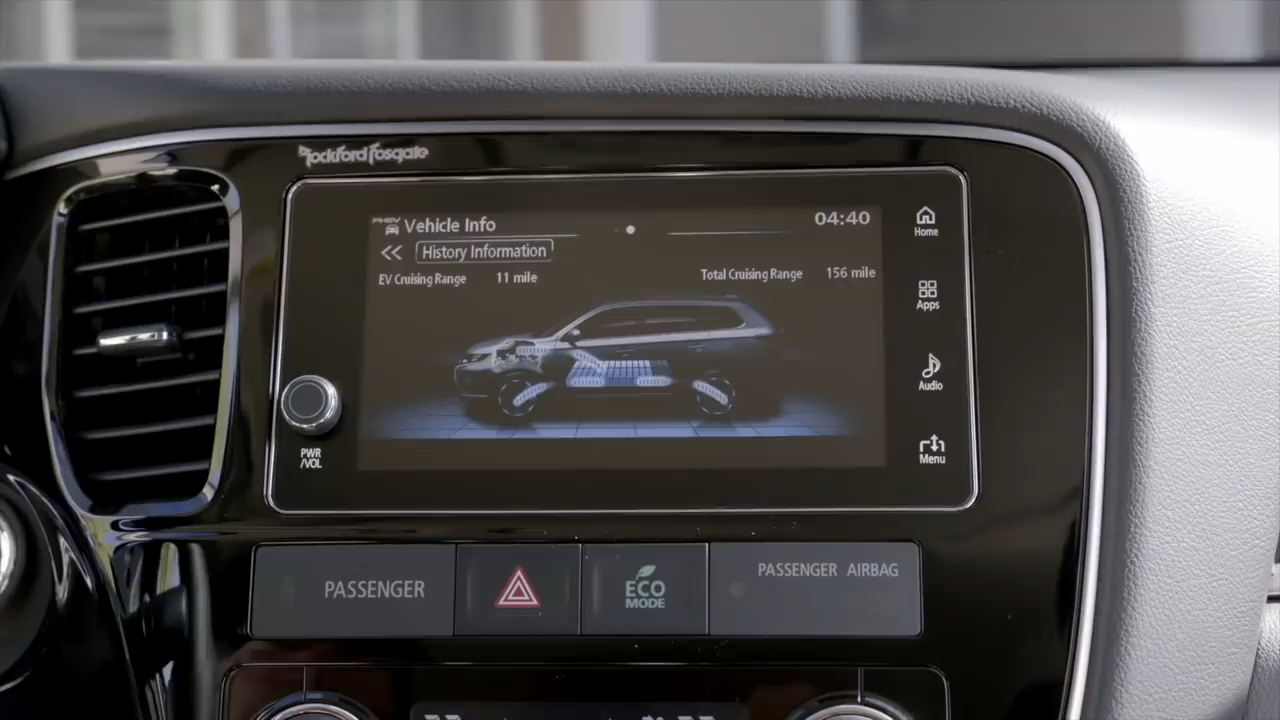 Rockford Fosgate
PHEV
Vehicle Info
04:40
History Information
EV Cruising Range 11 mile
Total Cruising Range 156 mile
Home
Apps
Audio
Menu
PWR
/VOL
PASSENGER
ECO
MODE
PASSENGER AIRBAG